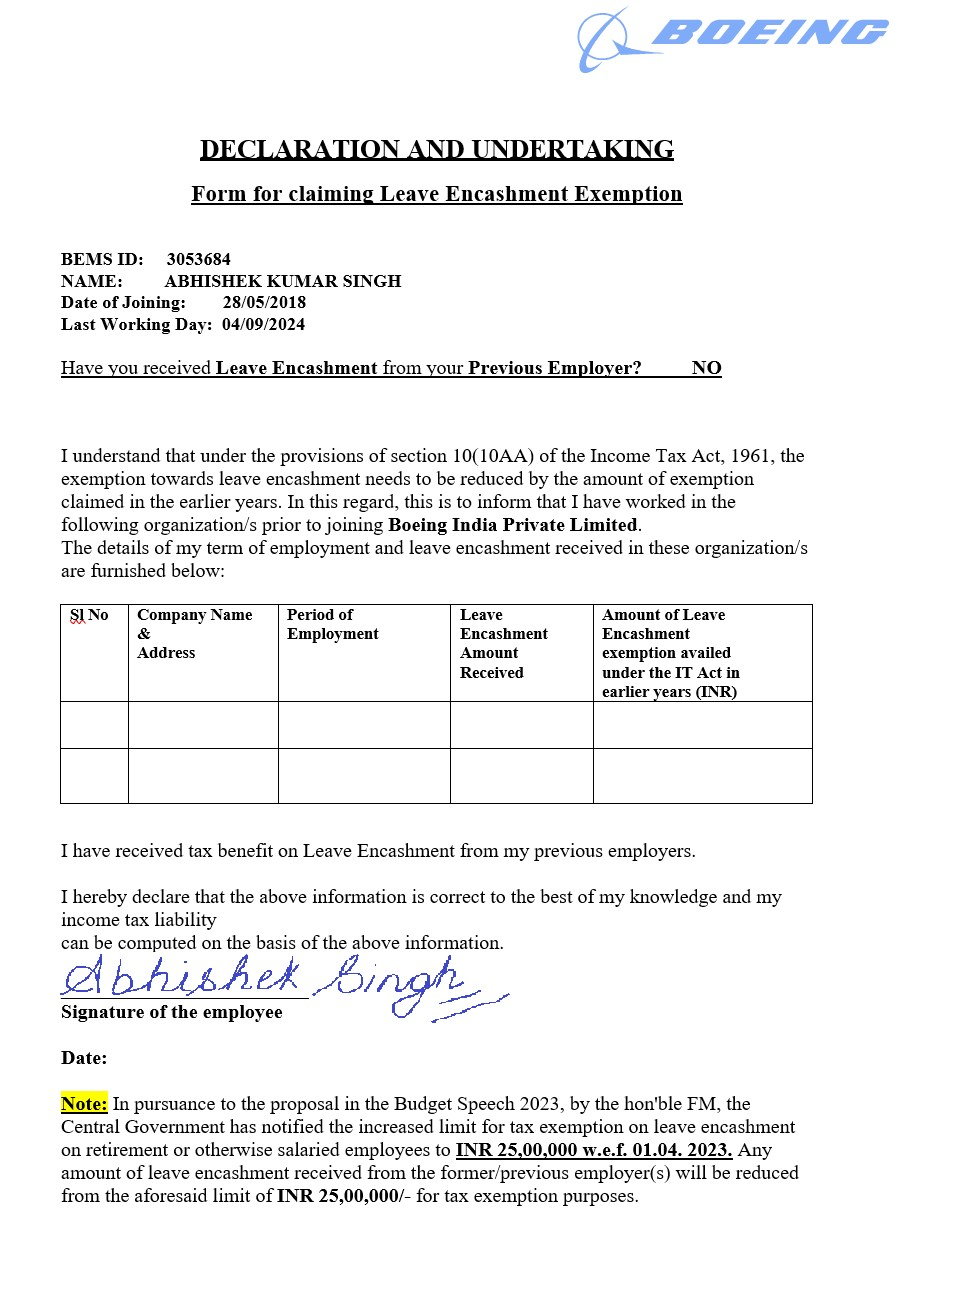 BOEING
DECLARATION AND UNDERTAKING
Form for claiming Leave Encashment Exemption
BEMS ID: 3053684
NAME: ABHISHEK KUMAR SINGH
Date of Joining: 28/05/2018
Last Working Day: 04/09/2024
Have you received Leave Encashment from your Previous Employer? NO
I understand that under the provisions of section 10(10AA) of the Income Tax Act, 1961, the
exemption towards leave encashment needs to be reduced by the amount of exemption
claimed in the earlier years. In this regard, this is to inform that I have worked in the
following organization/s prior to joining Boeing India Private Limited.
The details of my term of employment and leave encashment received in these organization/s
are furnished below:
Sl No
Company Name
&
Address
Period of
Employment
Leave
Encashment
Amount
Received
Amount of Leave
Encashment
exemption availed
under the IT Act in
earlier years (INR)
I have received tax benefit on Leave Encashment from my previous employers.
I hereby declare that the above information is correct to the best of my knowledge and my
income tax liability
can be computed on the basis of the above information.
Abhishek Singh
Signature of the employee
Date:
Note: In pursuance to the proposal in the Budget Speech 2023, by the hon'ble FM, the
Central Government has notified the increased limit for tax exemption on leave encashment
on retirement or otherwise salaried employees to INR 25,00,000 w.e.f. 01.04. 2023. Any
amount of leave encashment received from the former/previous employer(s) will be reduced
from the aforesaid limit of INR 25,00,000/- for tax exemption purposes.